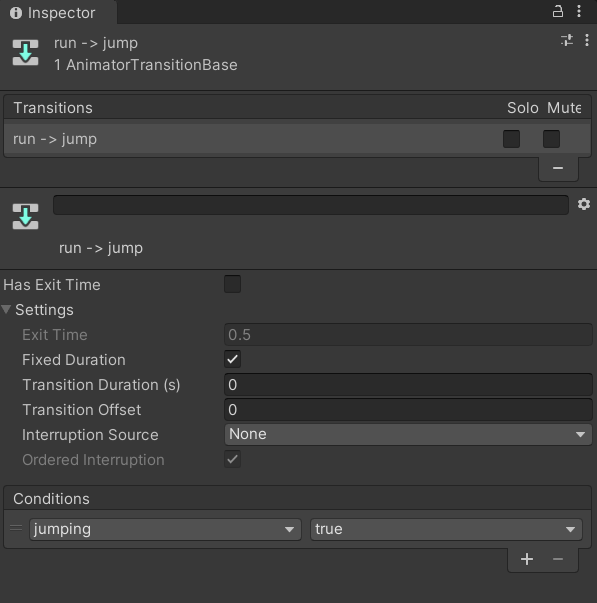 Inspector
run -> jump
1 AnimatorTransitionBase
Transitions Solo Mute
run -> jump
run -> jump
Has Exit Time
Settings
Exit Time 0.5
Fixed Duration
Transition Duration (s) 0
Transition Offset 0
Interruption Source None
Ordered Interruption
Conditions
jumping true